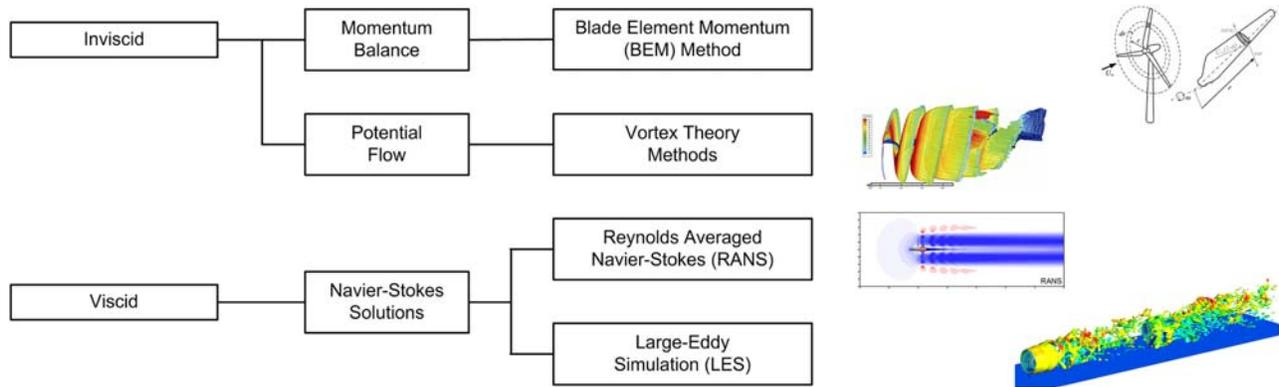 Inviscid
Momentum
Balance
Blade Element Momentum
(BEM) Method
Potential
Flow
Vortex Theory
Methods
Viscid
Navier-Stokes
Solutions
Reynolds Averaged
Navier-Stokes (RANS)
RANS
Large-Eddy
Simulation (LES)